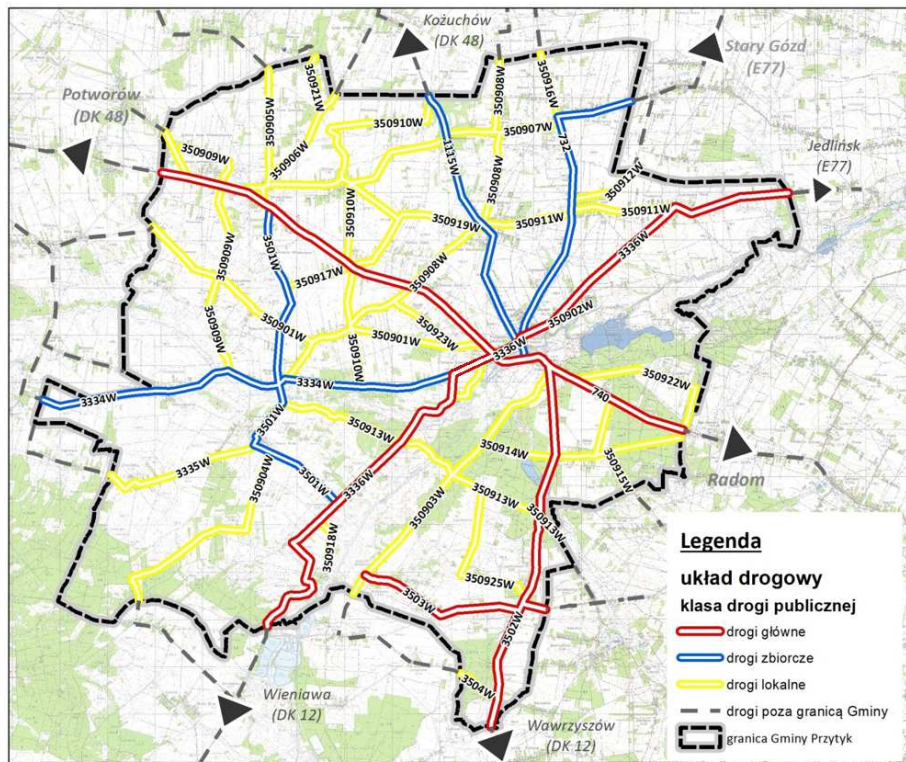 Kożuchów
(DK 48)
Stary Gózd
(E77)
Potworów
(DK 48)
Jedlińsk
(E77)
350921W
350905W
350908W
350916W
350910W
350907W
732
1115W
350909W
350906W
350908W
350912W
350910W
350919W
350911W
350911W
3501W
350909W
350917W
350908W
3336W
350902W
350901W
350909W
350910W
350901W
350923W
3336W
3334W
3334W
740
350922W
3501W
350913W
350914W
3335W
350904W
3501W
3336W
350915W
Radom
350903W
350913W
350913W
350918W
350925W
3503W
3502W
3504W
Wieniawa
(DK 12)
Wawrzyszów
(DK 12)
Legenda
układ drogowy
klasa drogi publicznej
drogi główne
drogi zbiorcze
drogi lokalne
drogi poza granicą Gminy
granica Gminy Przytyk